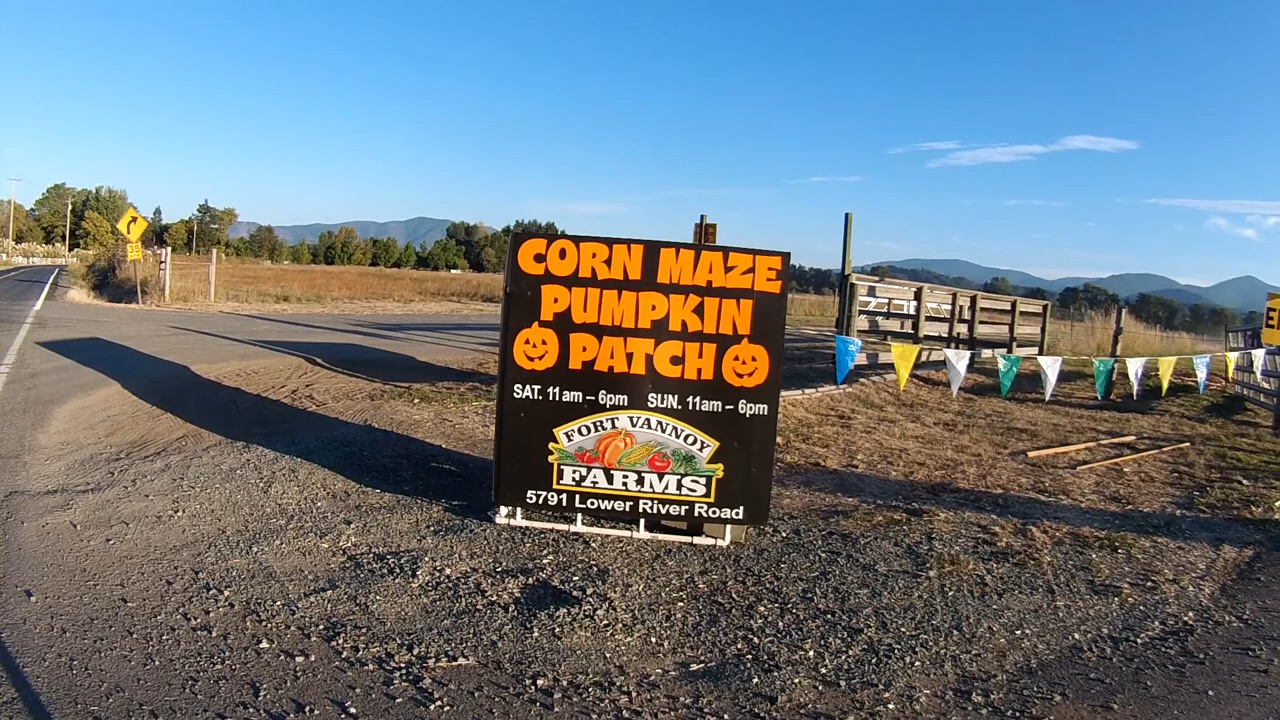 CORN MAZE
PUMPKIN
PATCH
SAT. 11am – 6pm SUN. 11am – 6pm
FORT VANNOY
FARMS
5791 Lower River Road